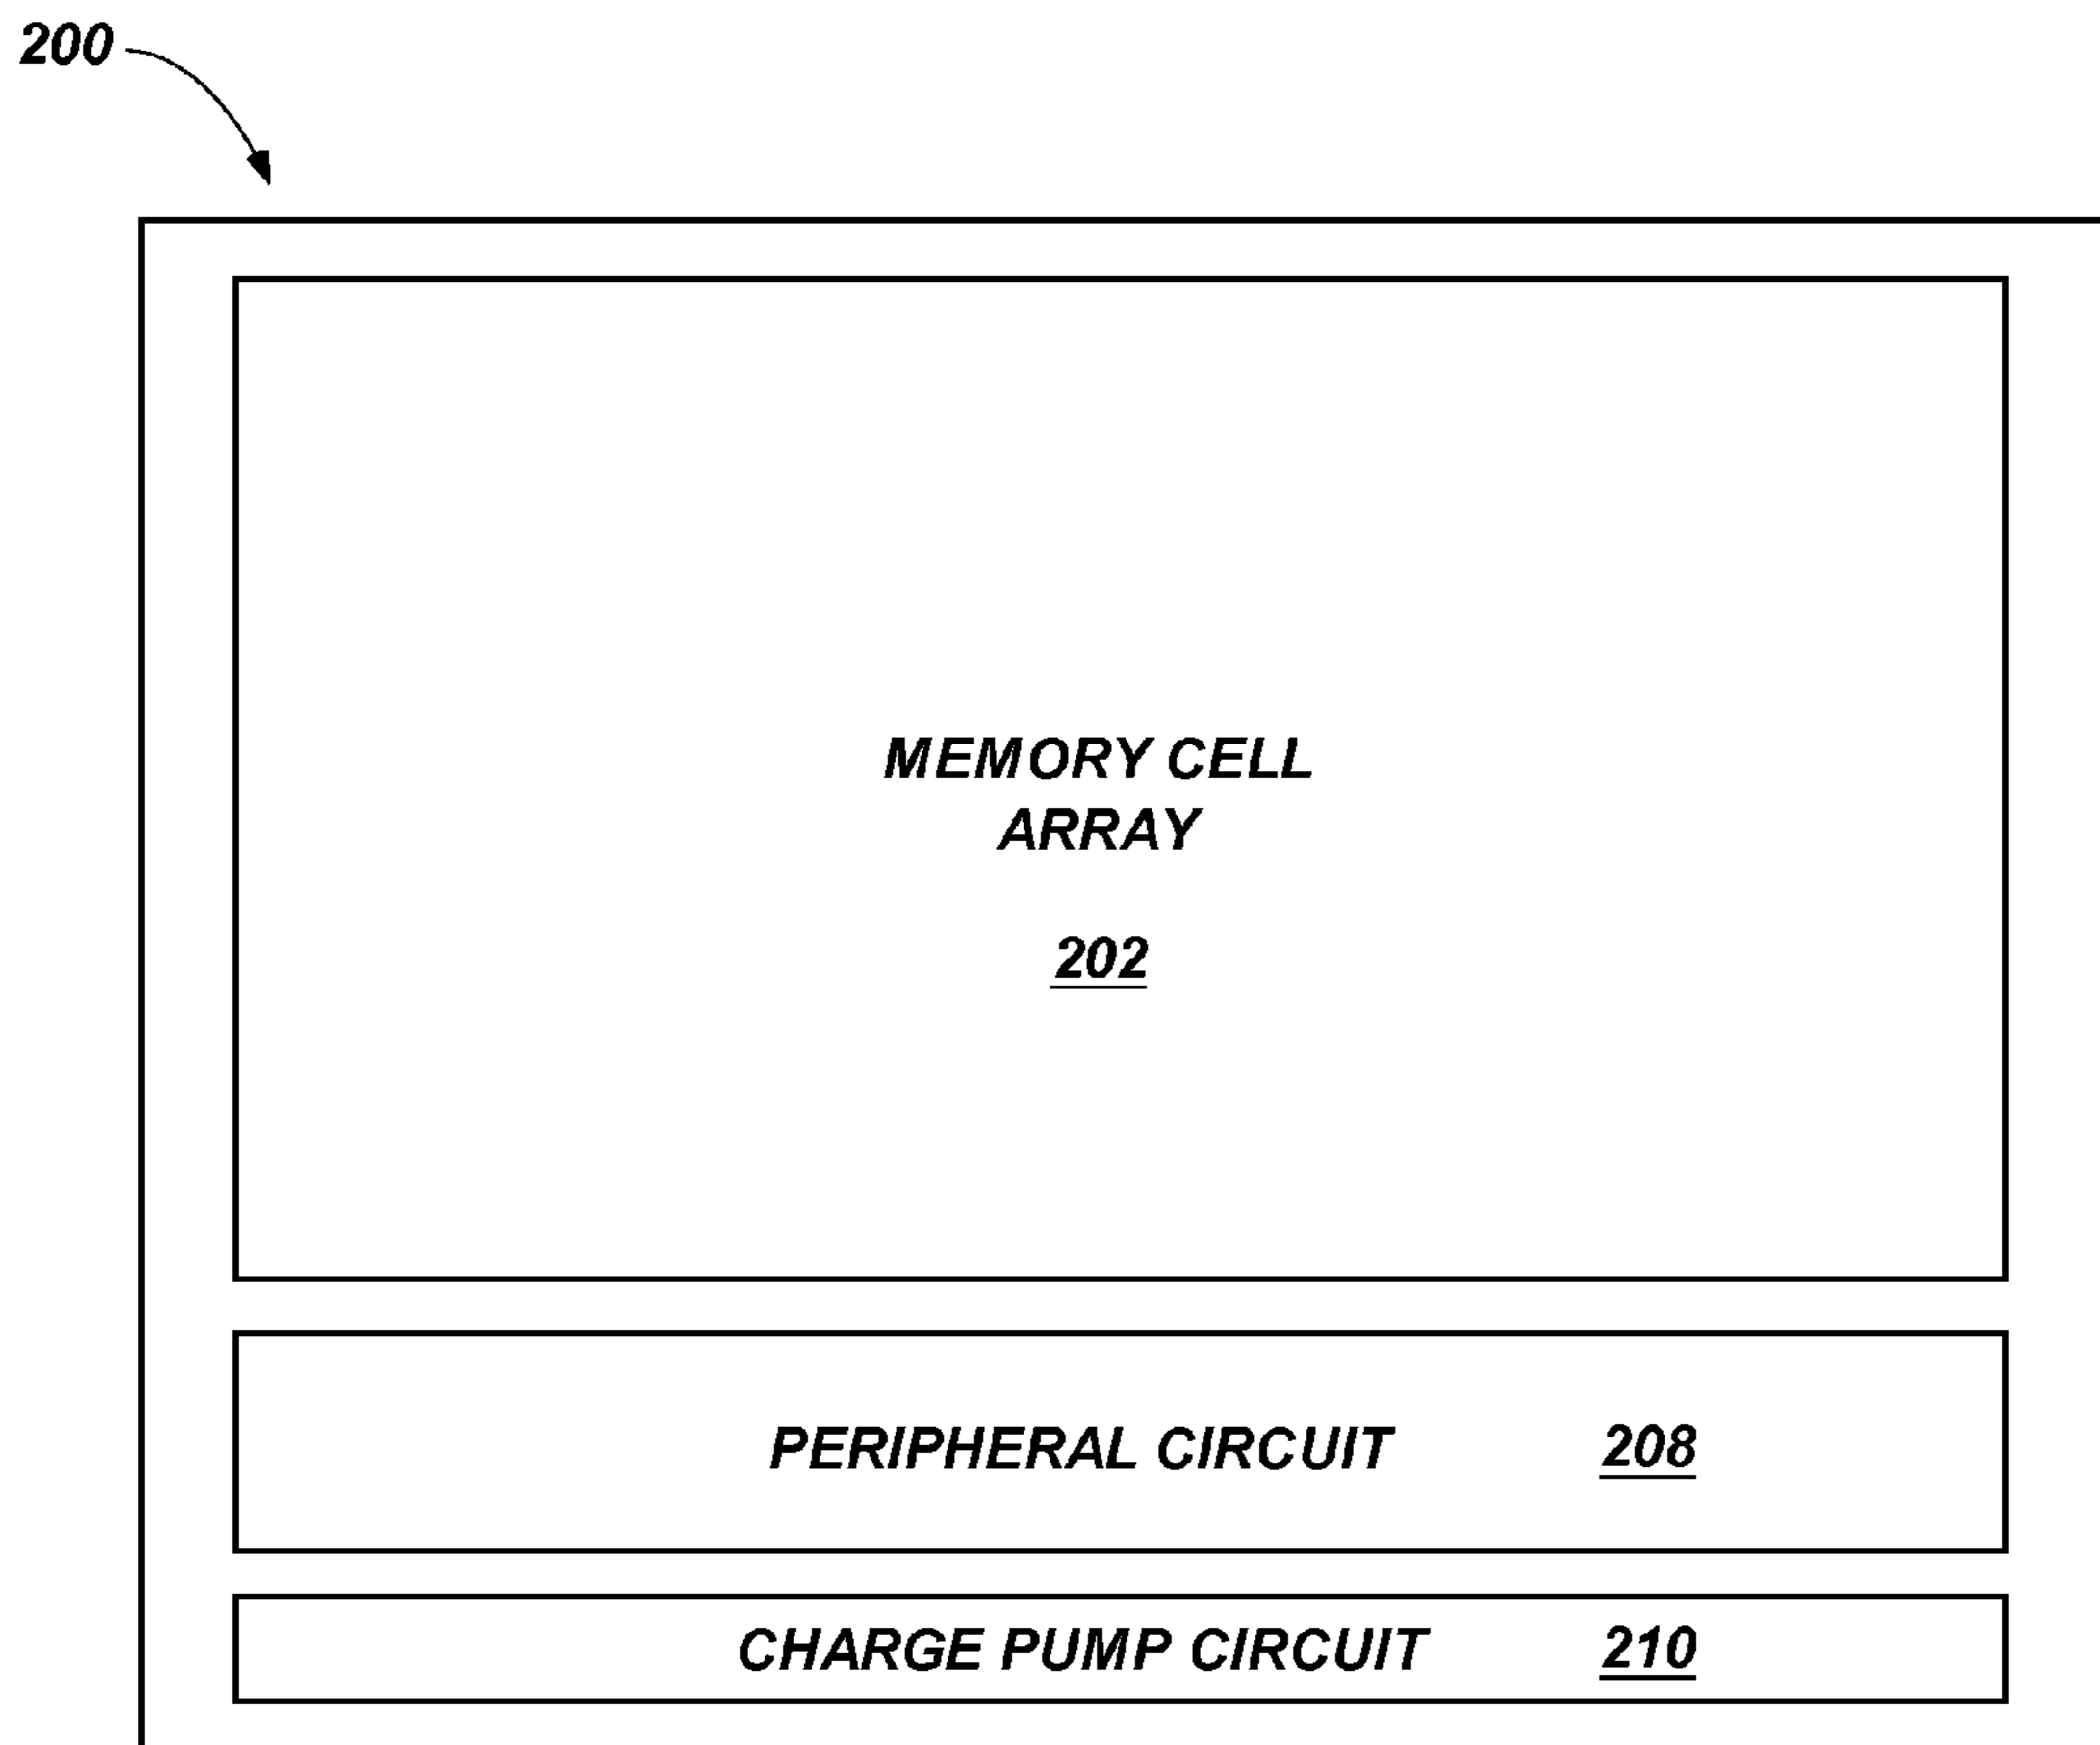 200
MEMORY CELL
ARRAY
202
PERIPHERAL CIRCUIT 208
CHARGE PUMP CIRCUIT 210